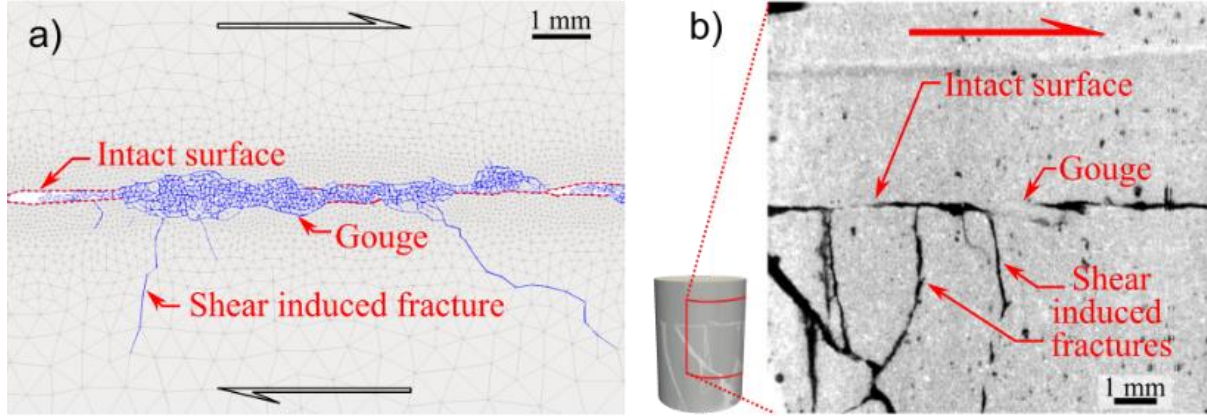 a)
1 mm
Intact surface
Gouge
Shear induced fracture
b)
Intact surface
Gouge
Shear
induced
fractures
1 mm